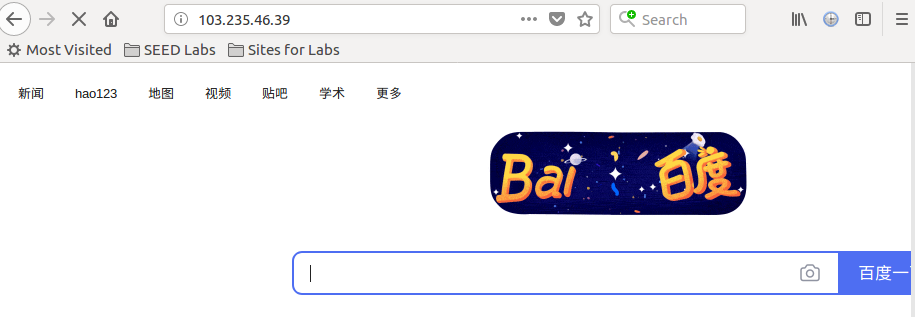 103.235.46.39
Search
Most Visited SEED Labs Sites for Labs
新闻 hao123 地图 视频 贴吧 学术 更多
Bai 百度
百度一